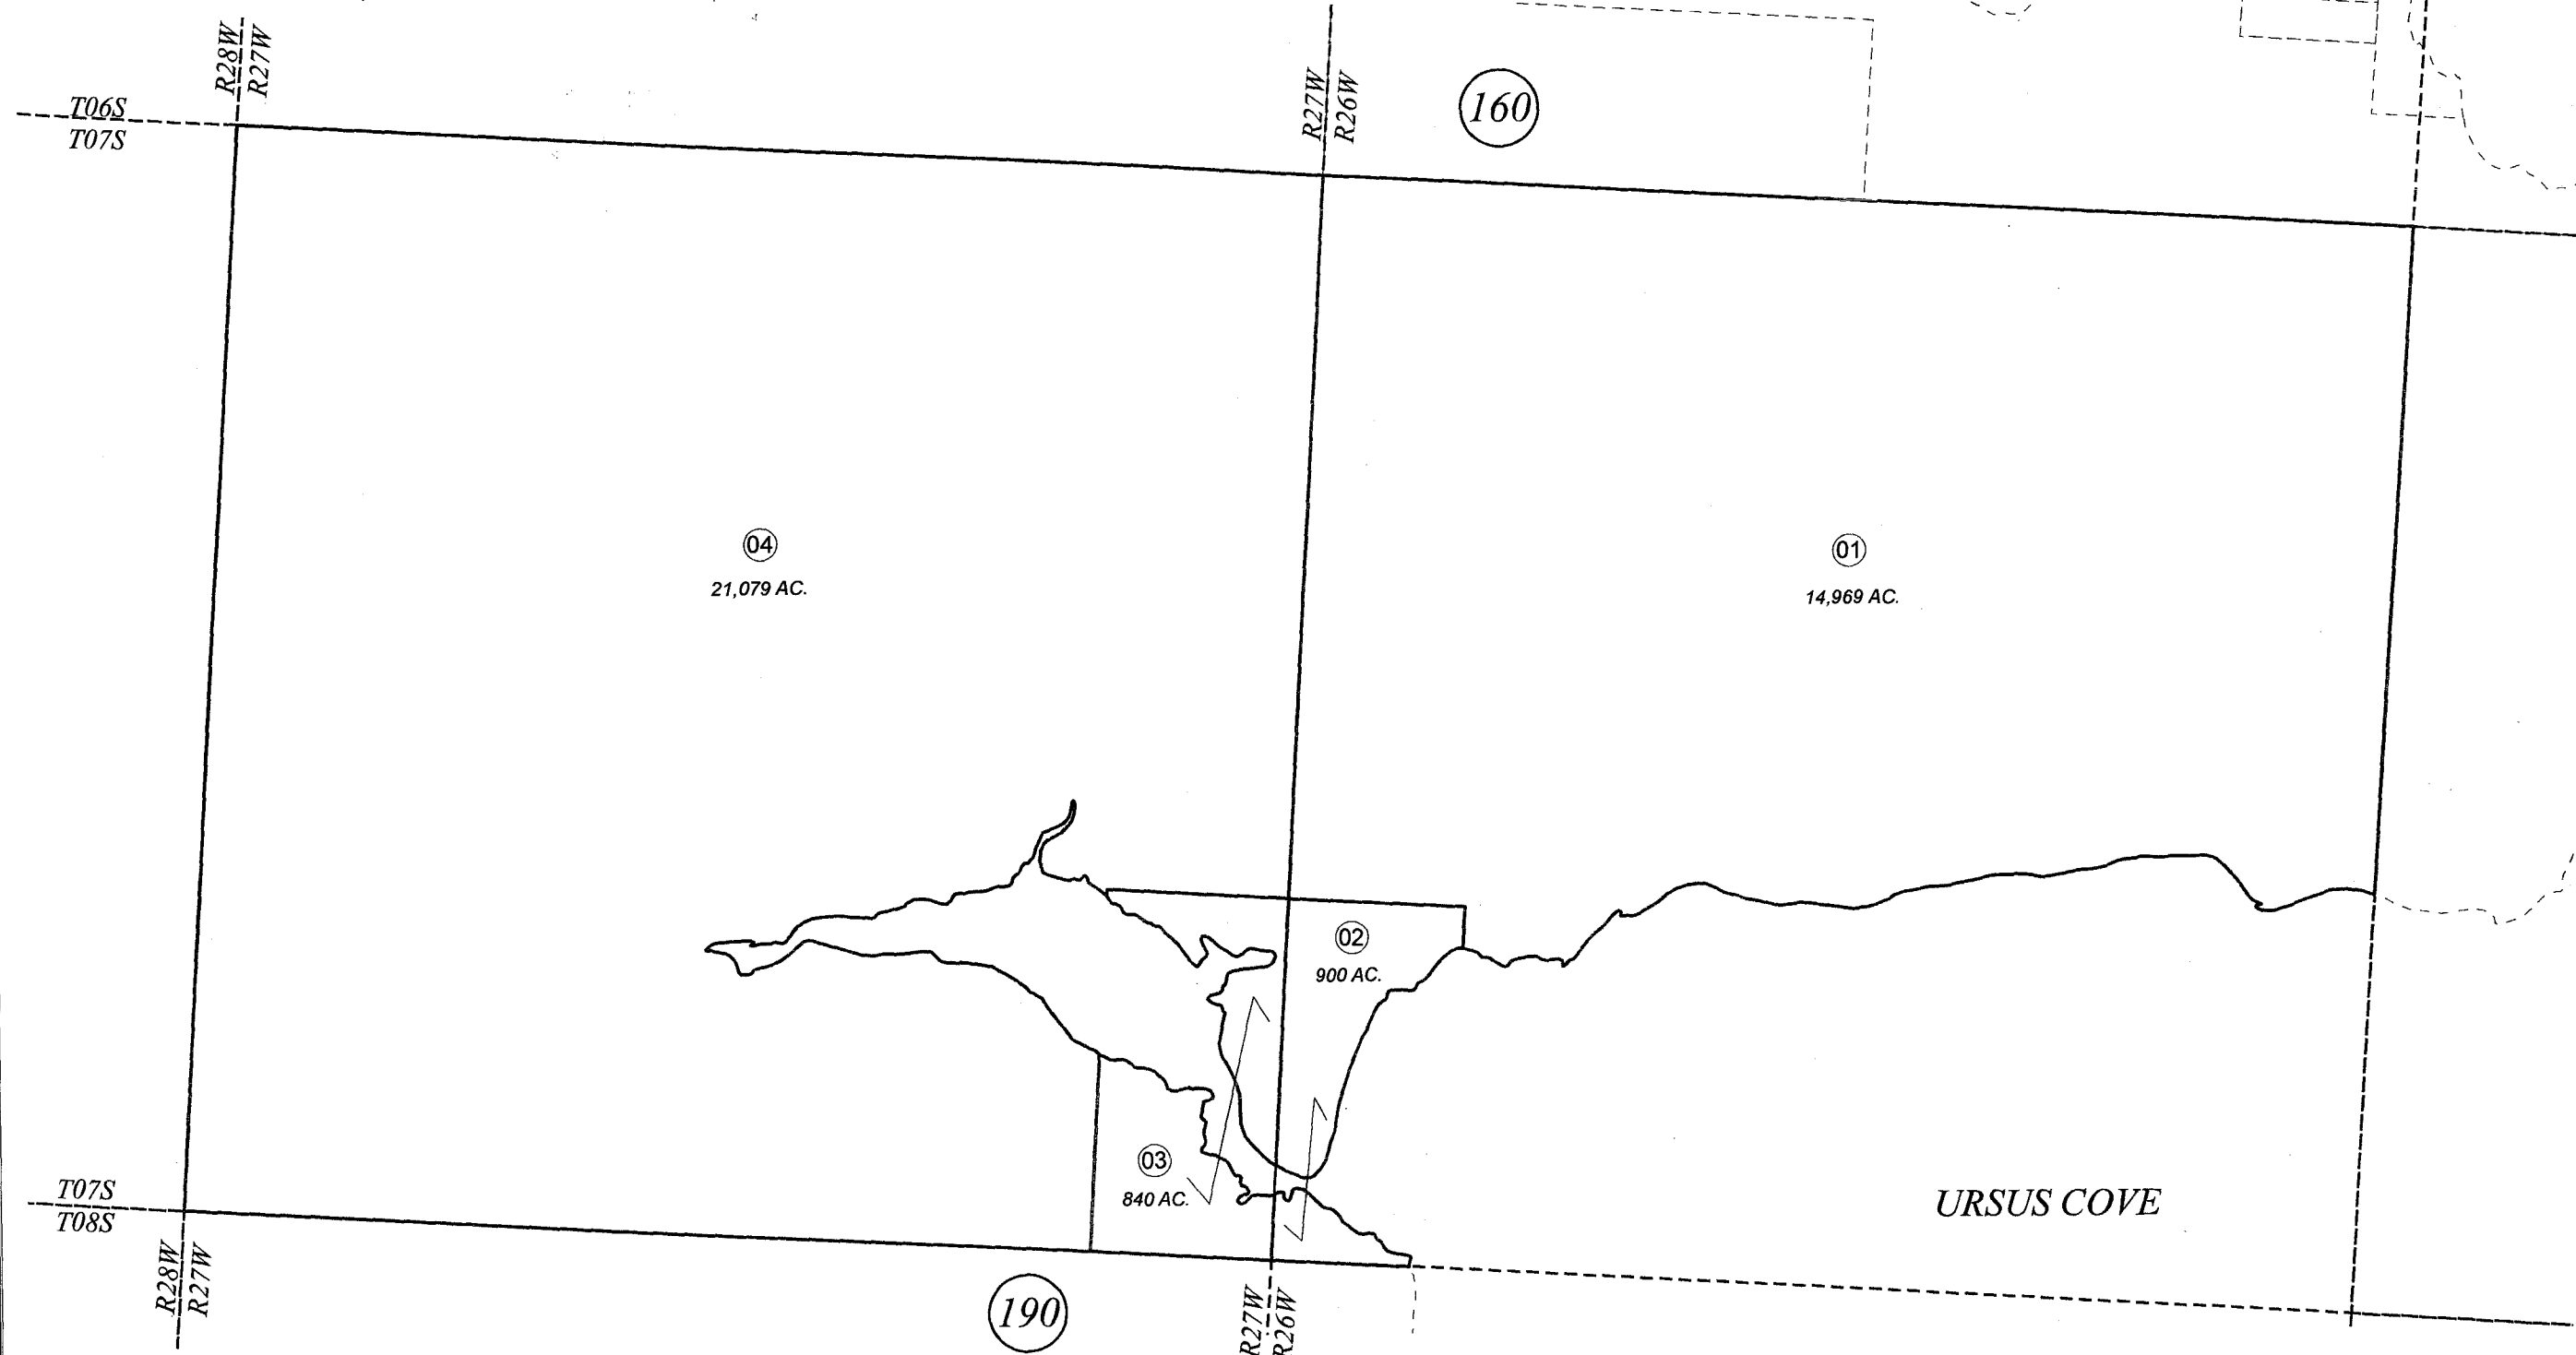 R28W
R27W
R27W
R26W
160
T06S
T07S
04
21,079 AC.
01
14,969 AC.
02
900 AC.
03
840 AC.
T07S
T08S
URSUS COVE
R28W
R27W
190
R27W
R26W